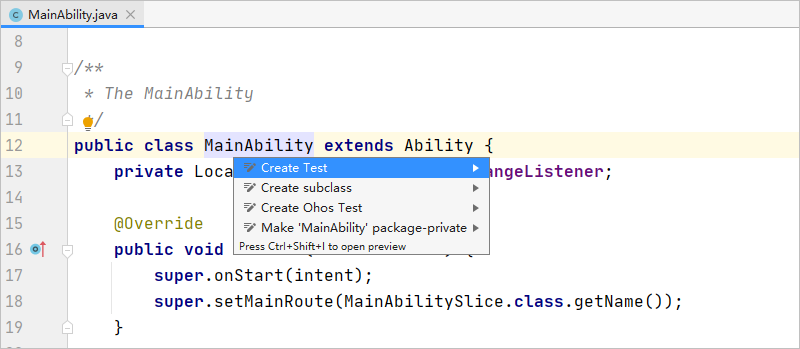 MainAbility.java
8
9 /**
10 * The MainAbility
11 */
12 public class MainAbility extends Ability {
13 private Loca angeListener;
Create Test
Create subclass
Create Ohos Test
Make 'MainAbility' package-private
Press Ctrl+Shift+I to open preview
14
15 @Override
16 public void {
17 super.onStart(intent);
18 super.setMainRoute(MainAbilitySlice.class.getName());
19 }